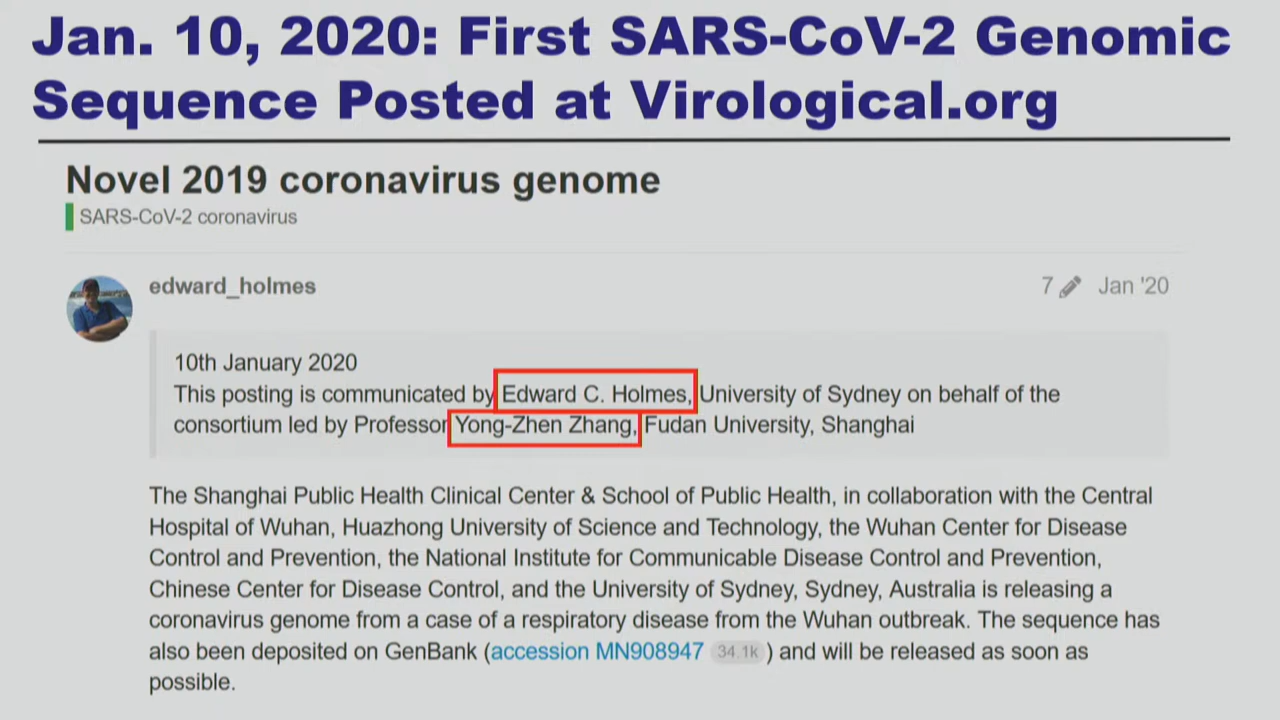 Jan. 10, 2020: First SARS-CoV-2 Genomic
Sequence Posted at Virological.org
Novel 2019 coronavirus genome
SARS-CoV-2 coronavirus
edward_holmes
7 Jan '20
10th January 2020
This posting is communicated by Edward C. Holmes, University of Sydney on behalf of the
consortium led by Professor Yong-Zhen Zhang, Fudan University, Shanghai
The Shanghai Public Health Clinical Center & School of Public Health, in collaboration with the Central
Hospital of Wuhan, Huazhong University of Science and Technology, the Wuhan Center for Disease
Control and Prevention, the National Institute for Communicable Disease Control and Prevention,
Chinese Center for Disease Control, and the University of Sydney, Sydney, Australia is releasing a
coronavirus genome from a case of a respiratory disease from the Wuhan outbreak. The sequence has
also been deposited on GenBank (accession MN908947 34.1k ) and will be released as soon as
possible.